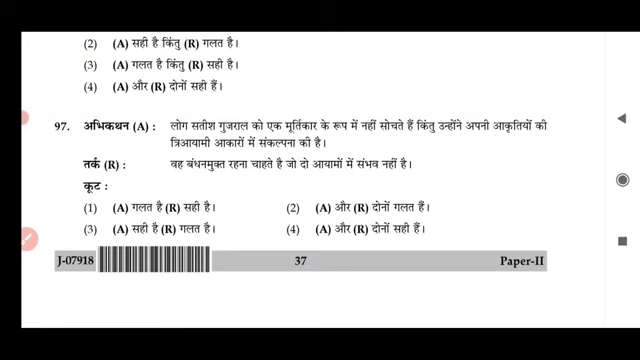 (2) (A) सही है किंतु (R) गलत है।
(3) (A) गलत है किंतु (R) सही है।
(4) (A) और (R) दोनों सही हैं।
97. अभिकथन (A) : लोग सतीश गुजराल को एक मूर्तिकार के रूप में नहीं सोचते हैं किंतु उन्होंने अपनी आकृतियों की
त्रिआयामी आकारों में संकल्पना की है।
तर्क (R) : वह बंधनमुक्त रहना चाहते है जो दो आयामों में संभव नहीं है।
कूट :
(1) (A) गलत है (R) सही है। (2) (A) और (R) दोनों गलत हैं।
(3) (A) सही है (R) गलत है। (4) (A) और (R) दोनों सही हैं।
J-07918 37 Paper-II